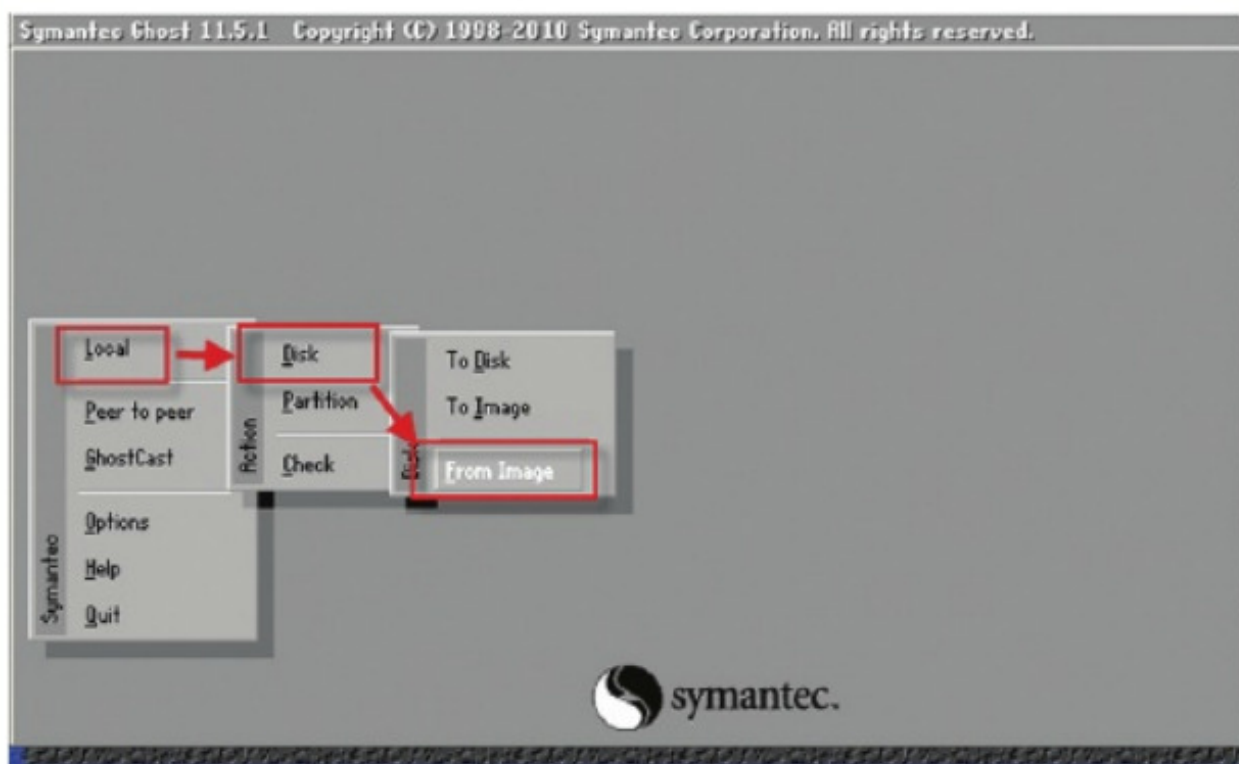 Symantec Ghost 11.5.1 Copyright (C) 1998-2010 Symantec Corporation. All rights reserved.
Local
Peer to peer
GhostCast
Options
Help
Quit
Symantec
Disk
Partition
Check
Action
To Disk
To Image
From Image
Disk
symantec.